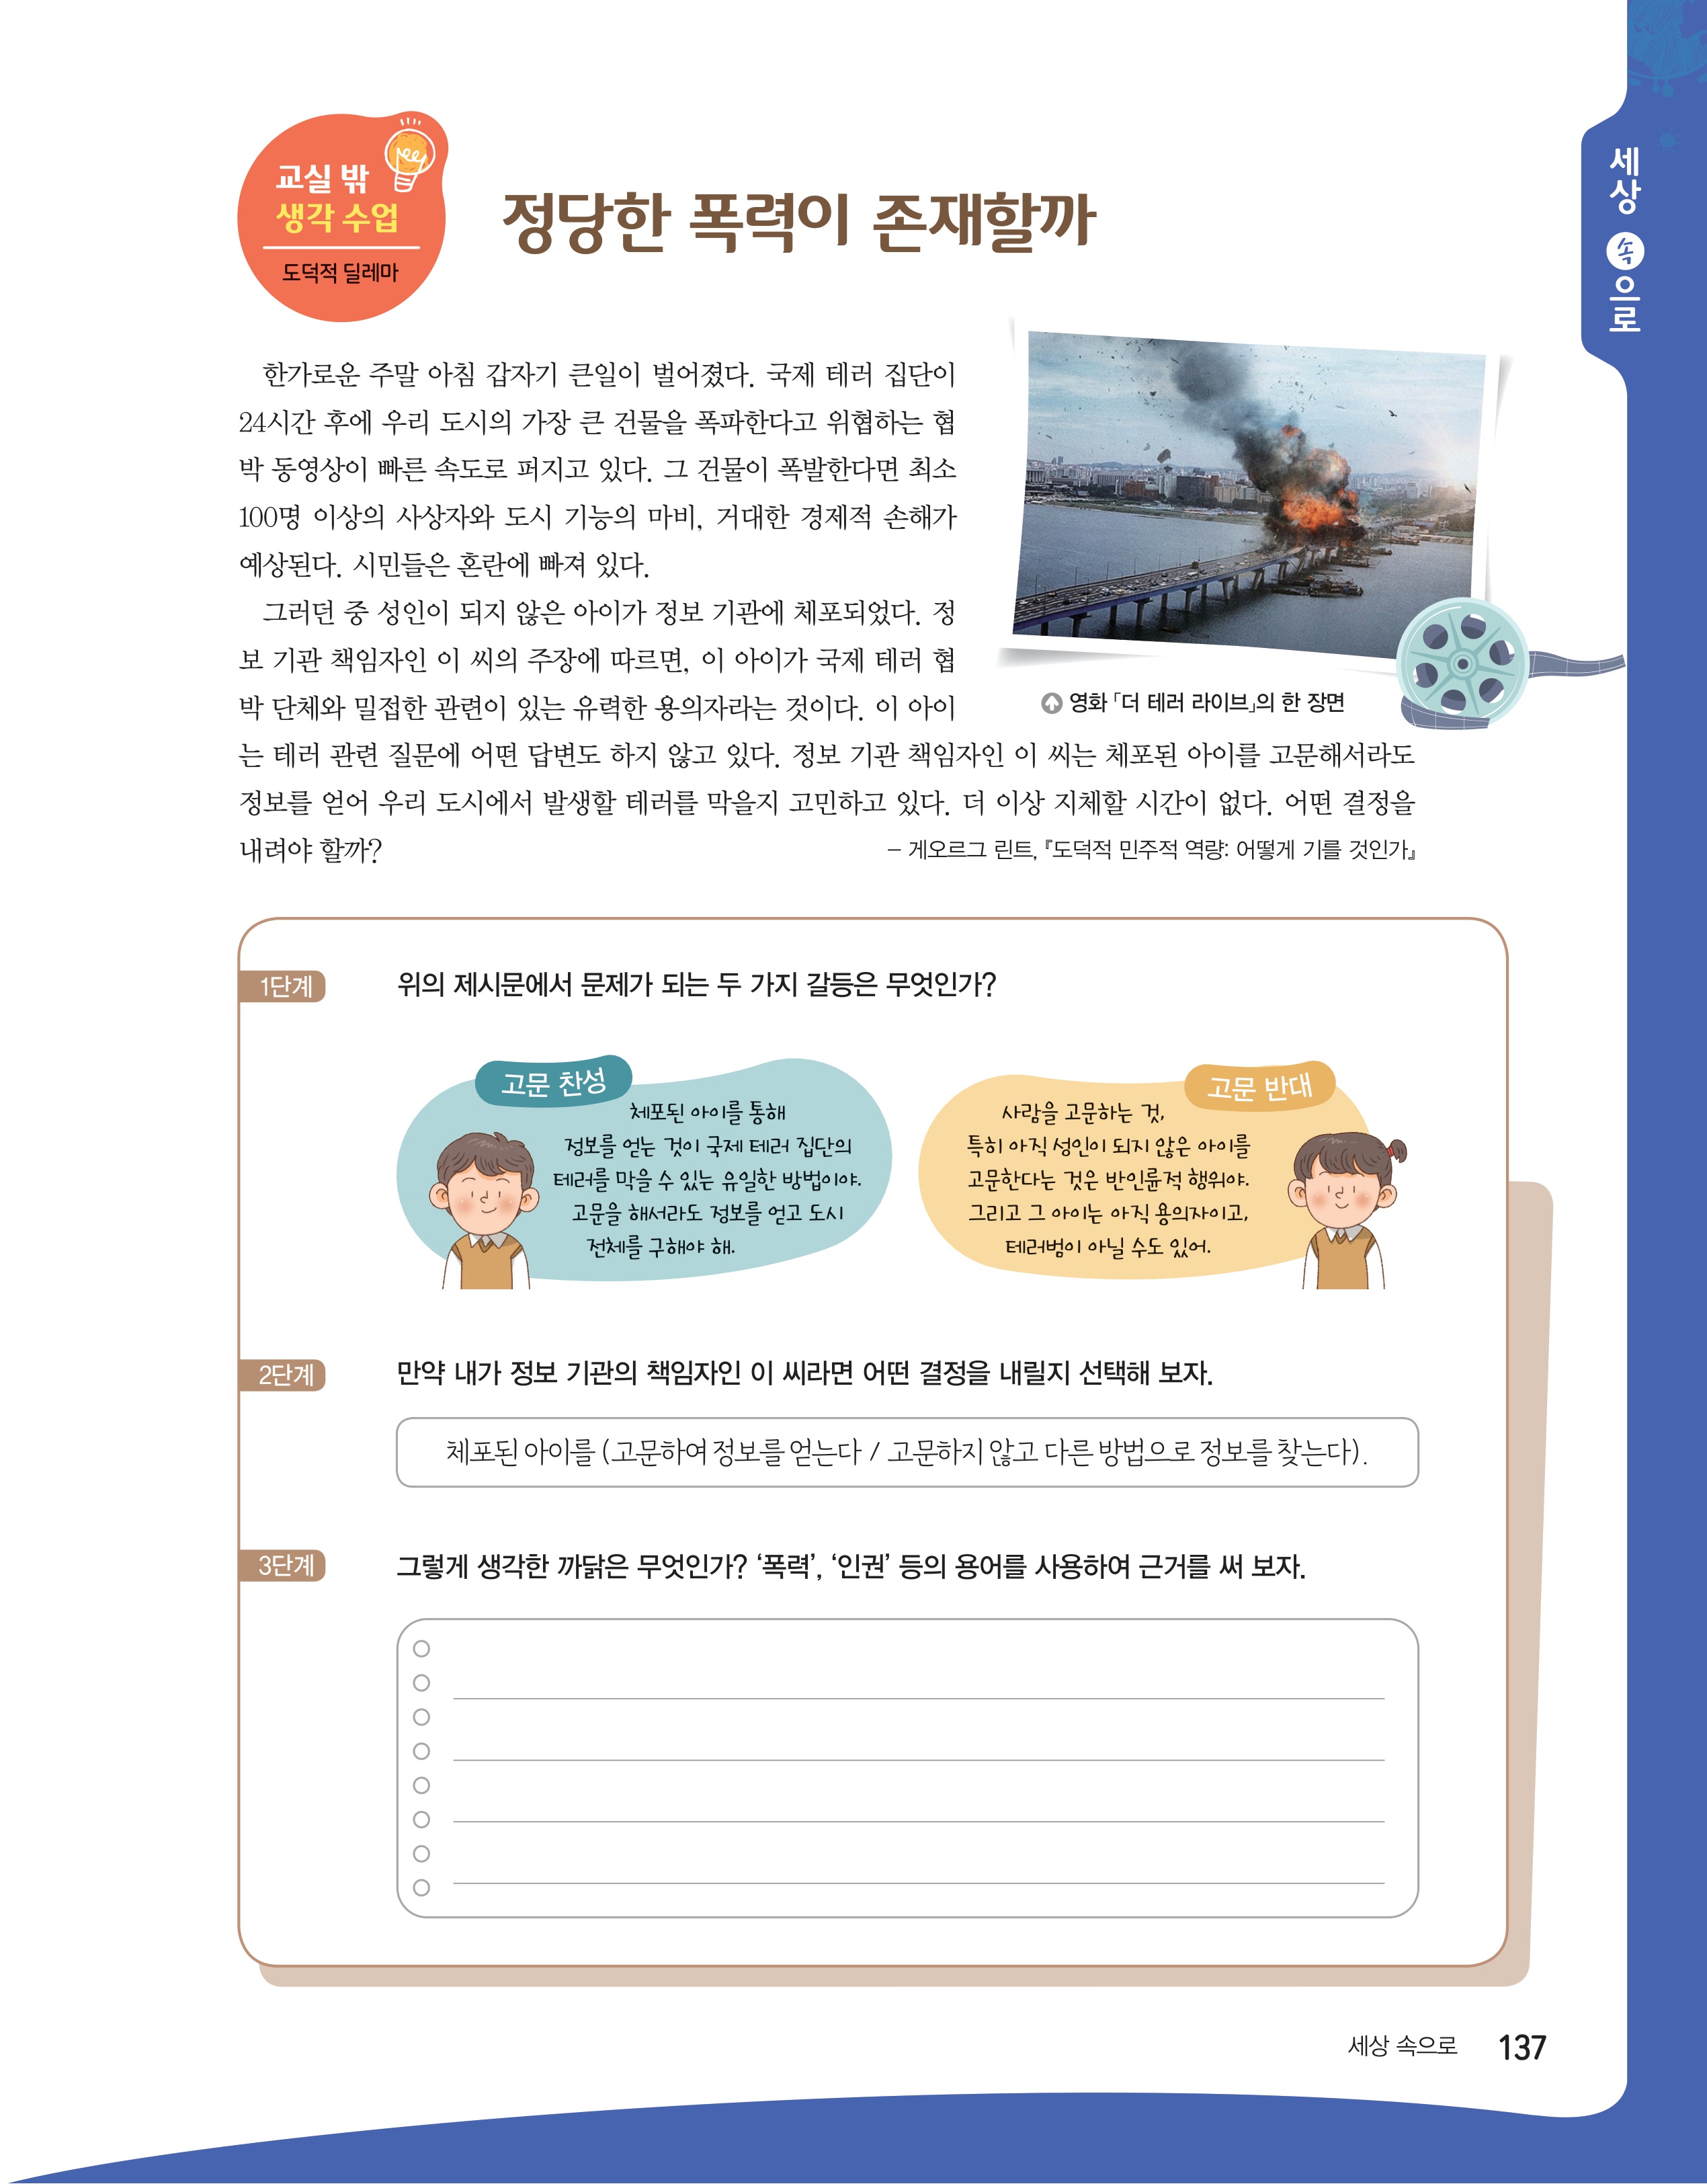 교실 밖
생각 수업
도덕적 딜레마
정당한 폭력이 존재할까
세상 속으로
한가로운 주말 아침 갑자기 큰일이 벌어졌다. 국제 테러 집단이
24시간 후에 우리 도시의 가장 큰 건물을 폭파한다고 위협하는 협
박 동영상이 빠른 속도로 퍼지고 있다. 그 건물이 폭발한다면 최소
100명 이상의 사상자와 도시 기능의 마비, 거대한 경제적 손해가
예상된다. 시민들은 혼란에 빠져 있다.
그러던 중 성인이 되지 않은 아이가 정보 기관에 체포되었다. 정
보 기관 책임자인 이 씨의 주장에 따르면, 이 아이가 국제 테러 협
박 단체와 밀접한 관련이 있는 유력한 용의자라는 것이다. 이 아이
는 테러 관련 질문에 어떤 답변도 하지 않고 있다. 정보 기관 책임자인 이 씨는 체포된 아이를 고문해서라도
정보를 얻어 우리 도시에서 발생할 테러를 막을지 고민하고 있다. 더 이상 지체할 시간이 없다. 어떤 결정을
내려야 할까?
– 게오르그 린트, 『도덕적 민주적 역량: 어떻게 기를 것인가』
영화 「더 테러 라이브」의 한 장면
1단계
위의 제시문에서 문제가 되는 두 가지 갈등은 무엇인가?
고문 찬성
체포된 아이를 통해
정보를 얻는 것이 국제 테러 집단의
테러를 막을 수 있는 유일한 방법이야.
고문을 해서라도 정보를 얻고 도시
전체를 구해야 해.
고문 반대
사람을 고문하는 것,
특히 아직 성인이 되지 않은 아이를
고문한다는 것은 반인륜적 행위야.
그리고 그 아이는 아직 용의자이고,
테러범이 아닐 수도 있어.
2단계
만약 내가 정보 기관의 책임자인 이 씨라면 어떤 결정을 내릴지 선택해 보자.
체포된 아이를 (고문하여 정보를 얻는다 / 고문하지 않고 다른 방법으로 정보를 찾는다).
3단계
그렇게 생각한 까닭은 무엇인가? ‘폭력’, ‘인권’ 등의 용어를 사용하여 근거를 써 보자.
세상 속으로 137